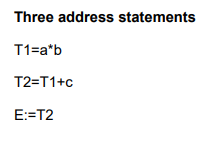 Three address statements
T1=a*b
T2=T1+c
E:=T2